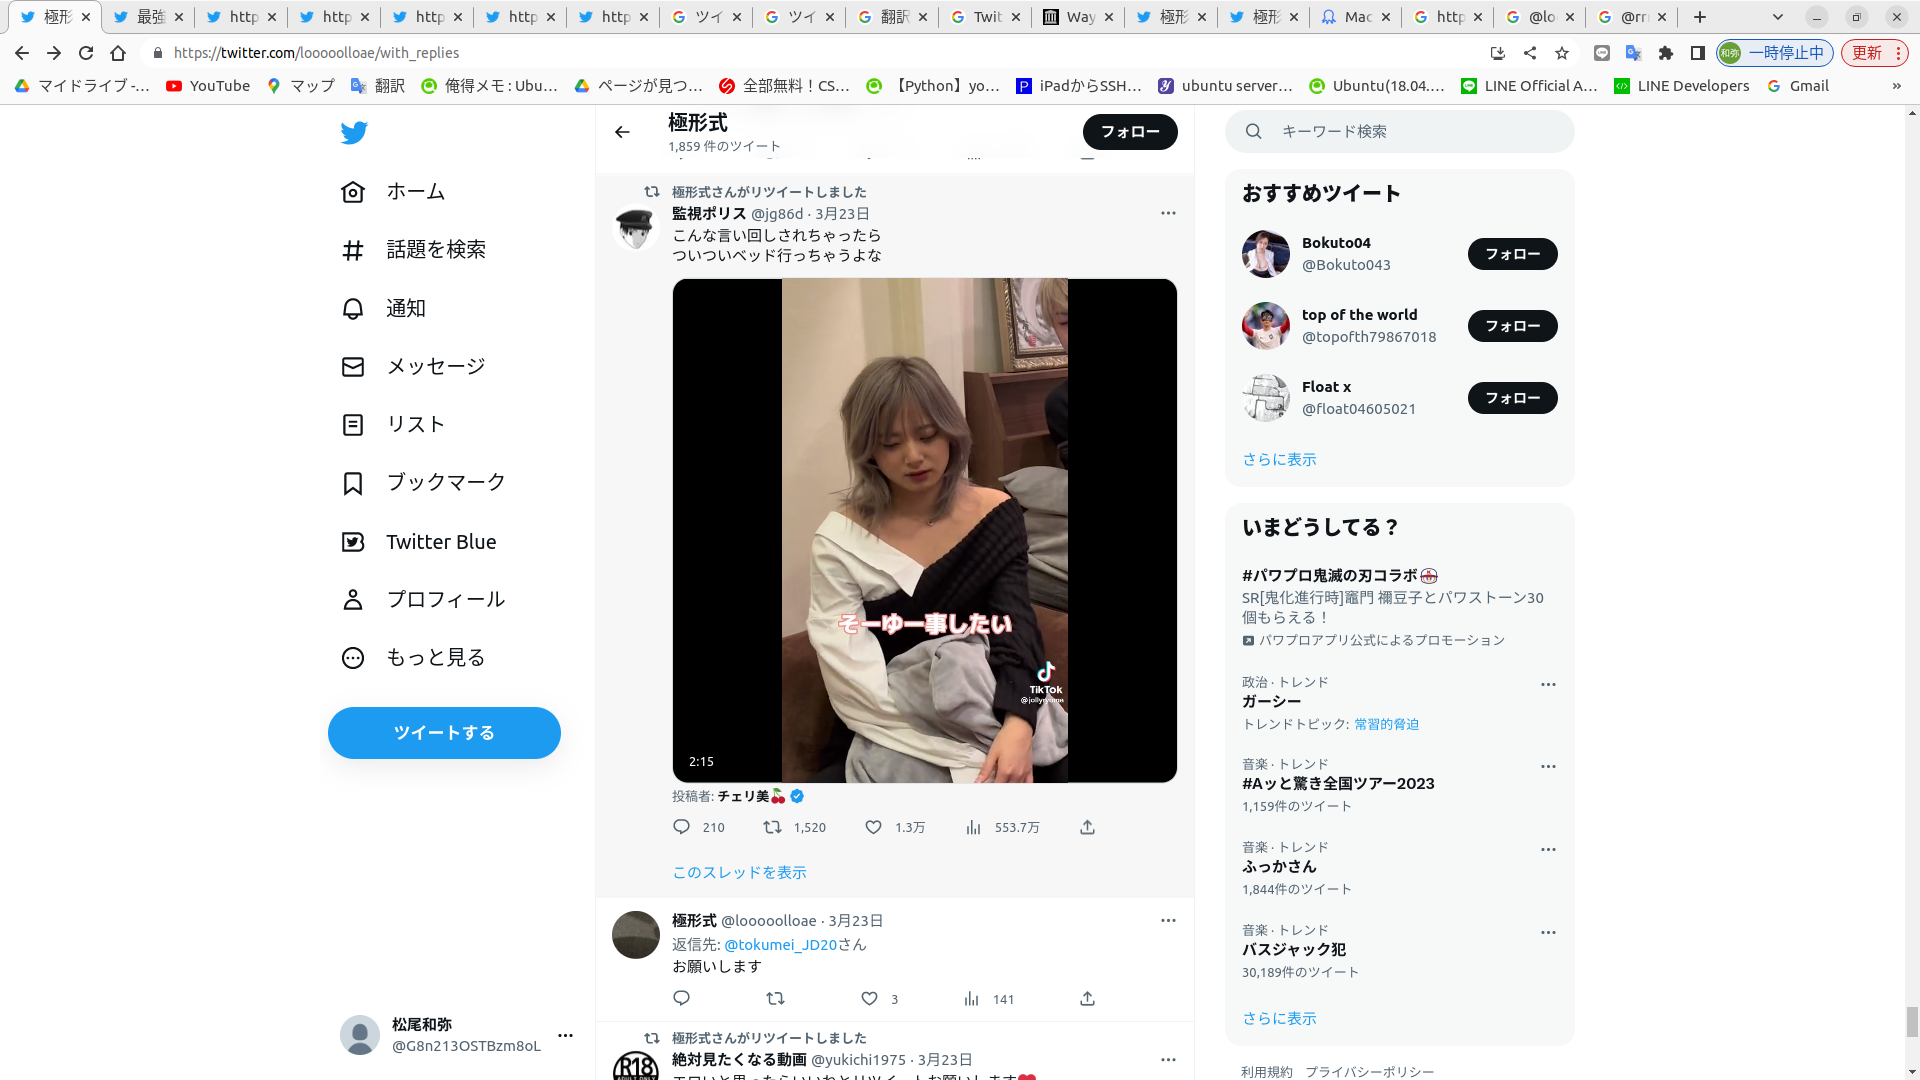 極形
最強
http
http
http
http
http
ツイ
ツイ
翻訳
Twit
Way
極形
極形
Mac
http
@lo
@rri
https://twitter.com/looooolloae/with_replies
和弥 一時停止中
更新
マイドライブ -...
YouTube
マップ
翻訳
俺得メモ : Ubu...
ページが見つ...
全部無料！CS...
【Python】yo...
iPadからSSH...
ubuntu server...
Ubuntu(18.04....
LINE Official A...
LINE Developers
Gmail
»
ホーム
話題を検索
通知
メッセージ
リスト
ブックマーク
Twitter Blue
プロフィール
もっと見る
ツイートする
松尾和弥
@G8n213OSTBzm8oL
極形式
1,859 件のツイート
フォロー
極形式さんがリツイートしました
監視ポリス @jg86d · 3月23日
こんな言い回しされちゃったら
ついついベッド行っちゃうよな
そーゆー事したい
TikTok
2:15
投稿者: チェリ美🍒
210 1,520 1.3万 553.7万
このスレッドを表示
極形式 @looooolloae · 3月23日
返信先: @tokumei_JD20さん
お願いします
3 141
極形式さんがリツイートしました
R18
絶対見たくなる動画 @yukichi1975 · 3月23日
エロいと思ったらいいねとリツイートお願いします❤
キーワード検索
おすすめツイート
Bokuto04
@Bokuto043
フォロー
top of the world
@topofth79867018
フォロー
Float x
@float04605021
フォロー
さらに表示
いまどうしてる？
#パワプロ鬼滅の刃コラボ
SR[鬼化進行時]竈門 禰豆子とパワストーン30
個もらえる！
パワプロアプリ公式によるプロモーション
政治 · トレンド
ガーシー
トレンドトピック: 常習的脅迫
音楽 · トレンド
#Aッと驚き全国ツアー2023
1,159件のツイート
音楽 · トレンド
ふっかさん
1,844件のツイート
音楽 · トレンド
バスジャック犯
30,189件のツイート
さらに表示
利用規約 プライバシーポリシー